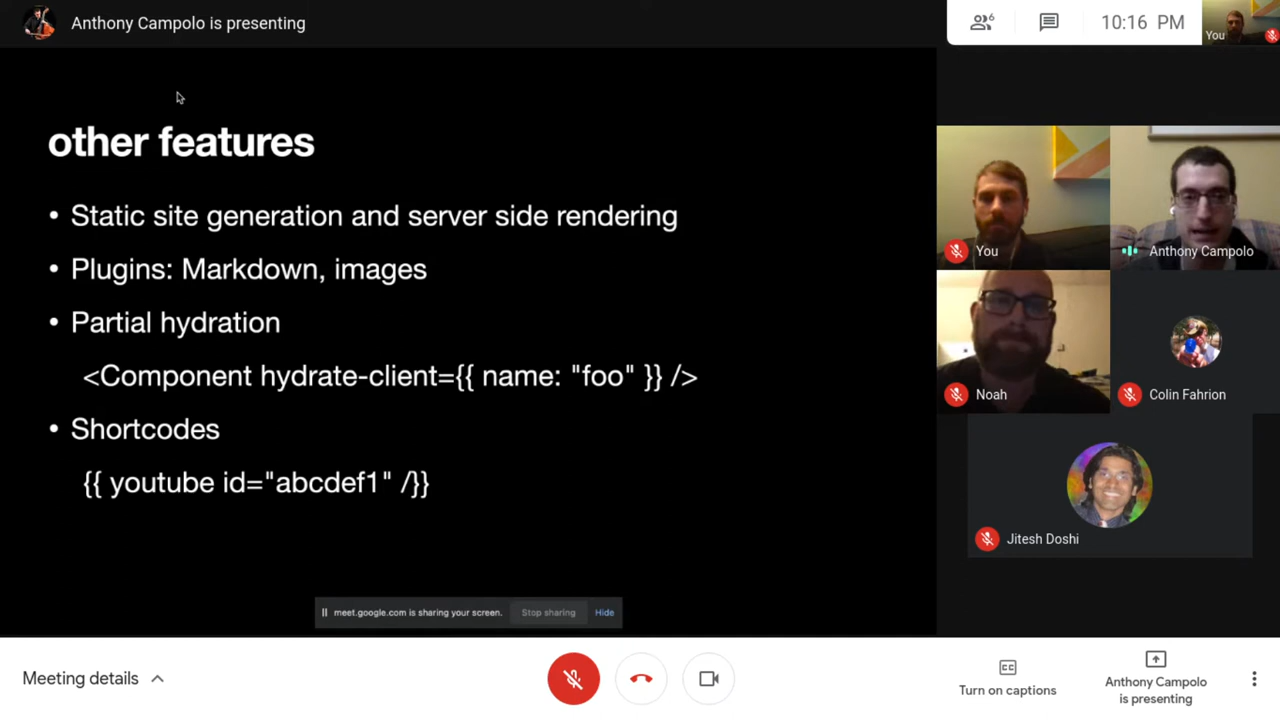 Anthony Campolo is presenting
6
10:16 PM
You
other features
• Static site generation and server side rendering
• Plugins: Markdown, images
• Partial hydration
<Component hydrate-client={{ name: "foo" }} />
• Shortcodes
{{ youtube id="abcdef1" /}}
meet.google.com is sharing your screen.
Stop sharing
Hide
You
Anthony Campolo
Noah
Colin Fahrion
Jitesh Doshi
Meeting details
CC
Turn on captions
Anthony Campolo
is presenting